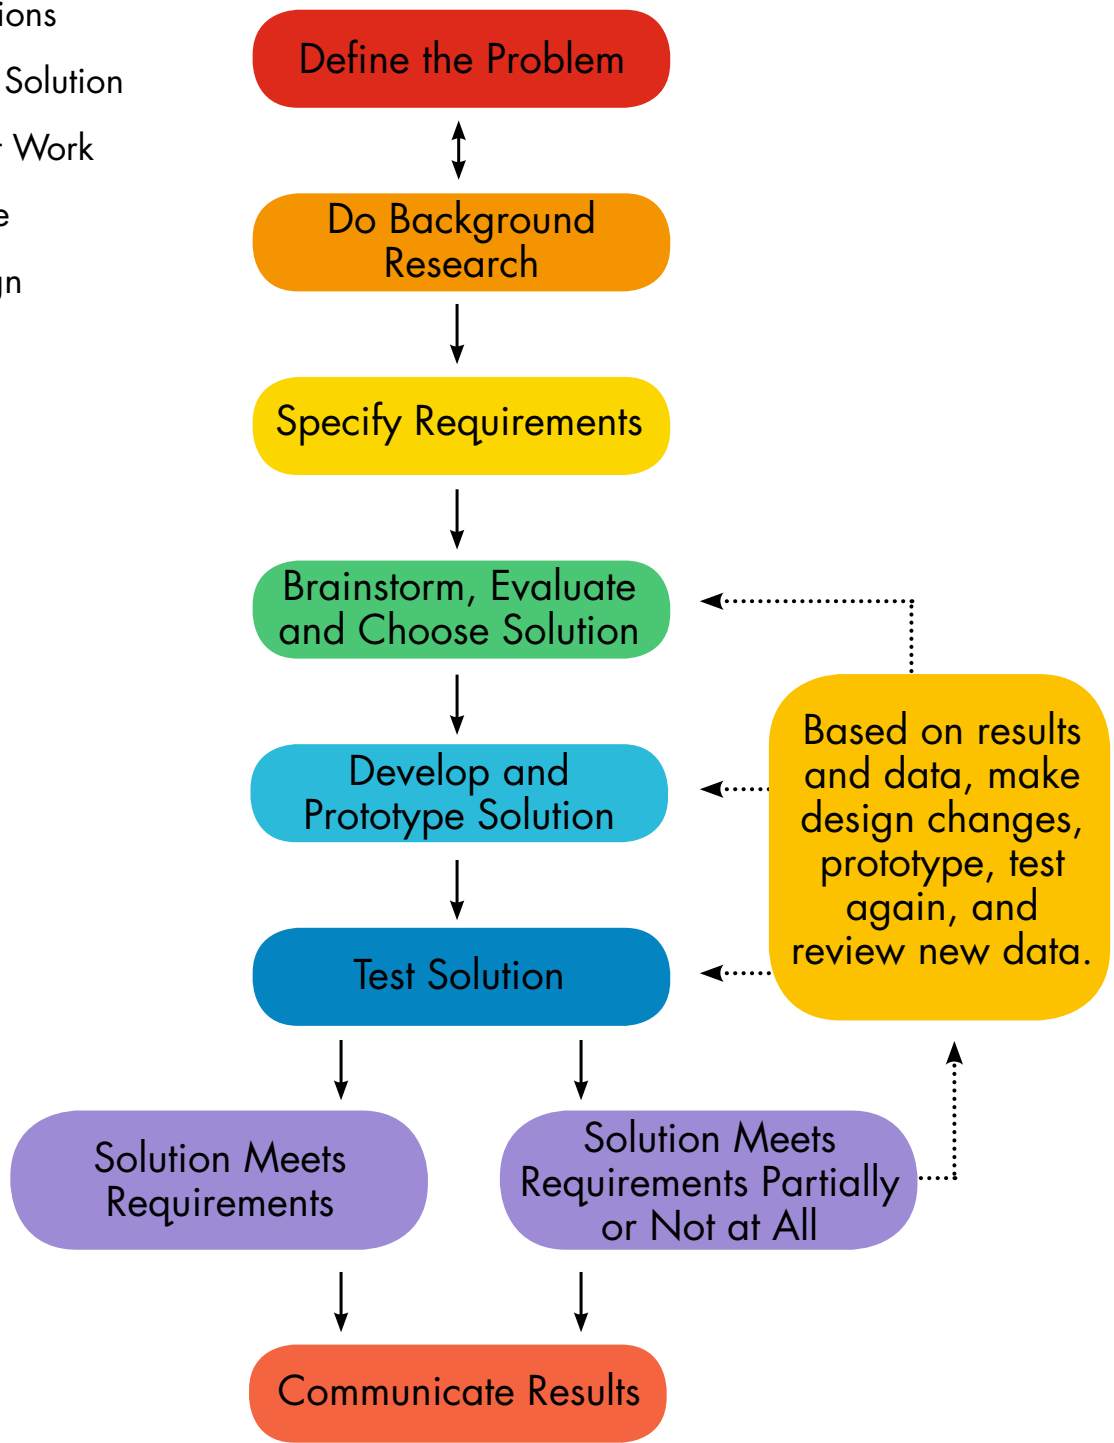 Solution
Work
Define the Problem
Do Background
Research
Specify Requirements
Brainstorm, Evaluate
and Choose Solution
Develop and
Prototype Solution
Based on results
and data, make
design changes,
prototype, test
again, and
review new data.
Test Solution
Solution Meets
Requirements
Solution Meets
Requirements Partially
or Not at All
Communicate Results